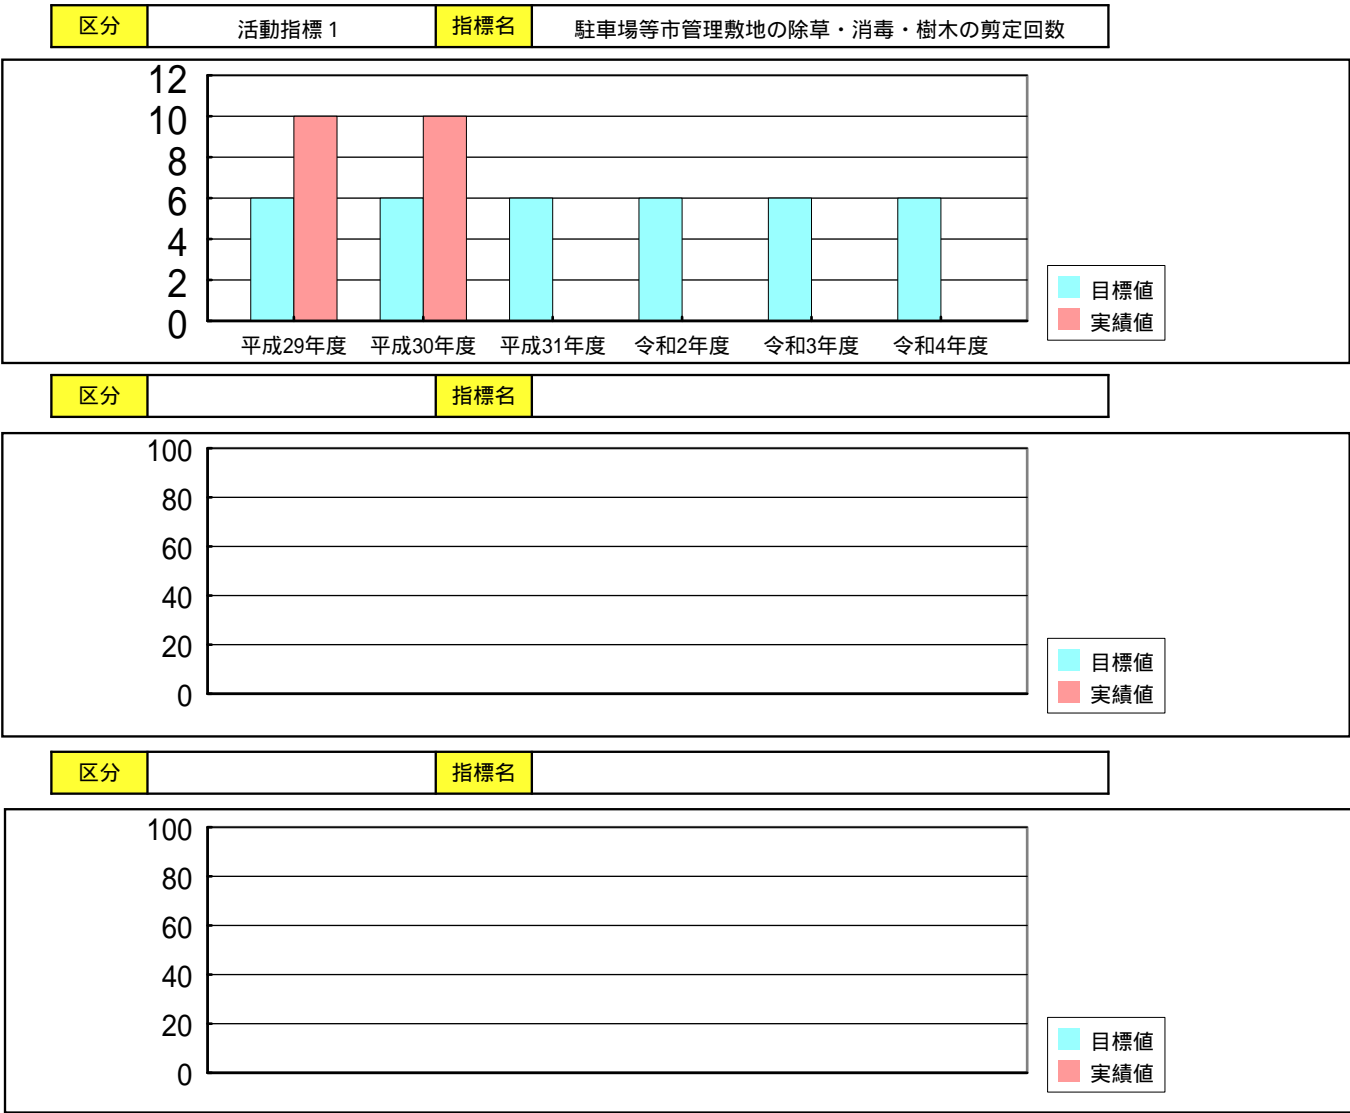 区分 活動指標1 指標名 駐車場等市管理敷地の除草・消毒・樹木の剪定回数
12
10
8
6
4
2
0
平成29年度 平成30年度 平成31年度 令和2年度 令和3年度 令和4年度
目標値
実績値
区分 指標名
100
80
60
40
20
0
目標値
実績値
区分 指標名
100
80
60
40
20
0
目標値
実績値